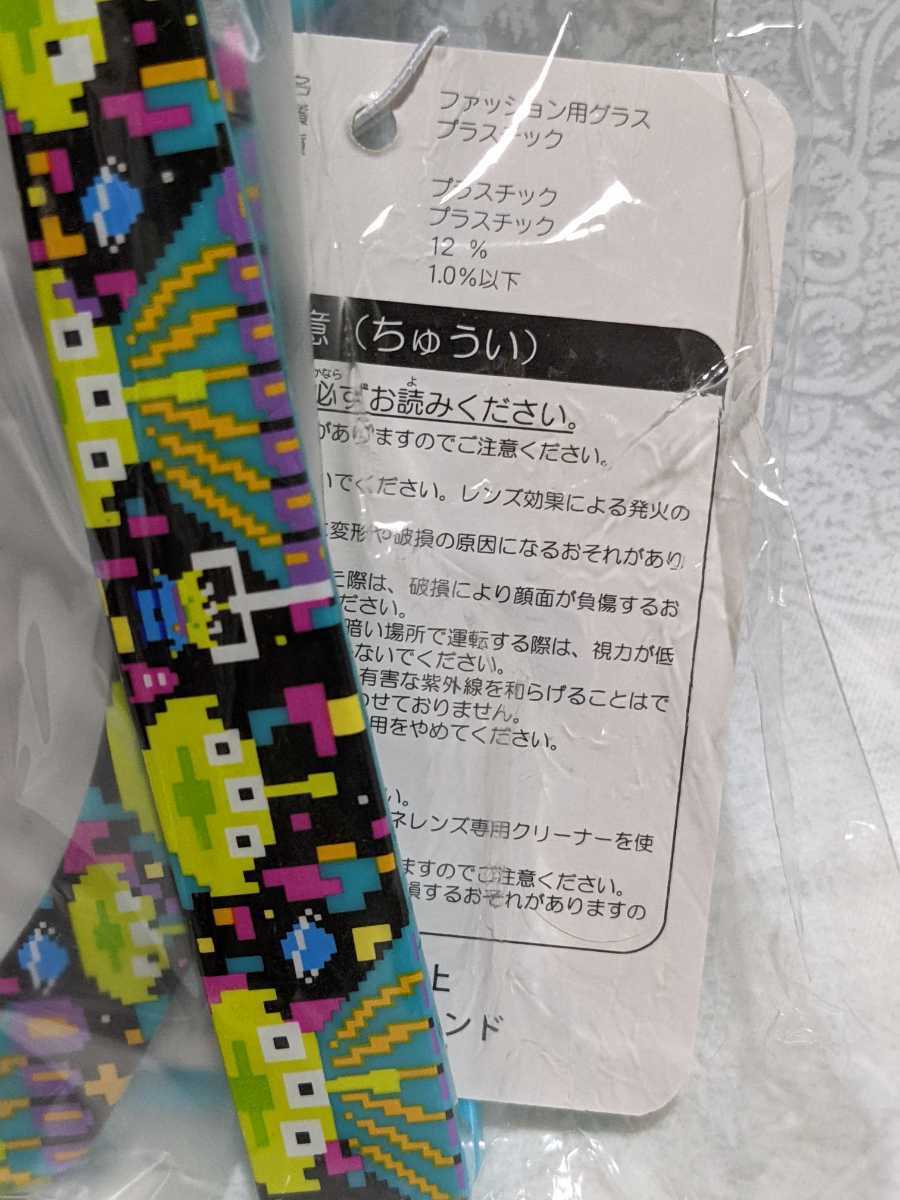 ファッション用グラス
プラスチック
プラスチック
プラスチック
12 %
1.0%以下
意（ちゅうい）
かなら よ
必ずお読みください。
がありますのでご注意ください。
いでください。レンズ効果による発火の
に変形や破損の原因になるおそれがあり
際は、破損により顔面が負傷するお
ださい。
暗い場所で運転する際は、視力が低
しないでください。
有害な紫外線を和らげることはで
のせておりません。
用をやめてください。
い。
ネレンズ専用クリーナーを使
ますのでご注意ください。
損するおそれがありますの
上
ンド